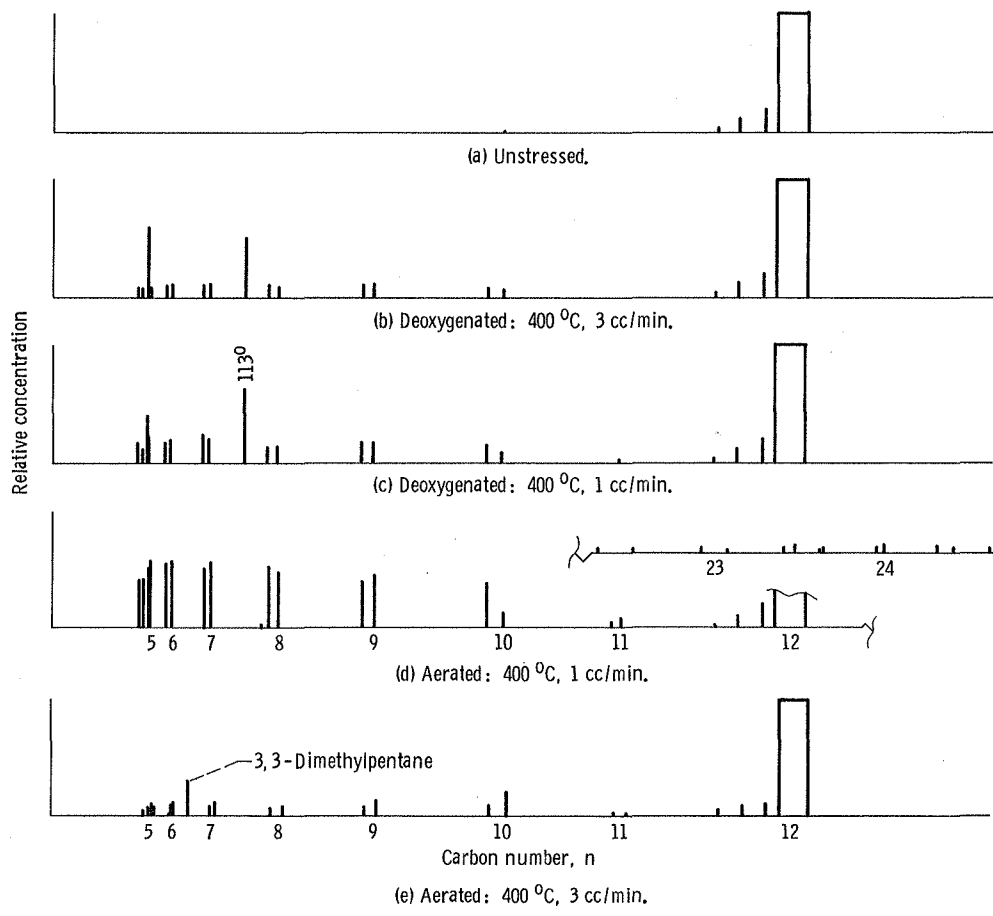 (a) Unstressed.
(b) Deoxygenated: 400 °C, 3 cc/min.
Relative concentration
113°
(c) Deoxygenated: 400 °C, 1 cc/min.
23 24
5 6 7 8 9 10 11 12
(d) Aerated: 400 °C, 1 cc/min.
3,3-Dimethylpentane
5 6 7 8 9 10 11 12
Carbon number, n
(e) Aerated: 400 °C, 3 cc/min.